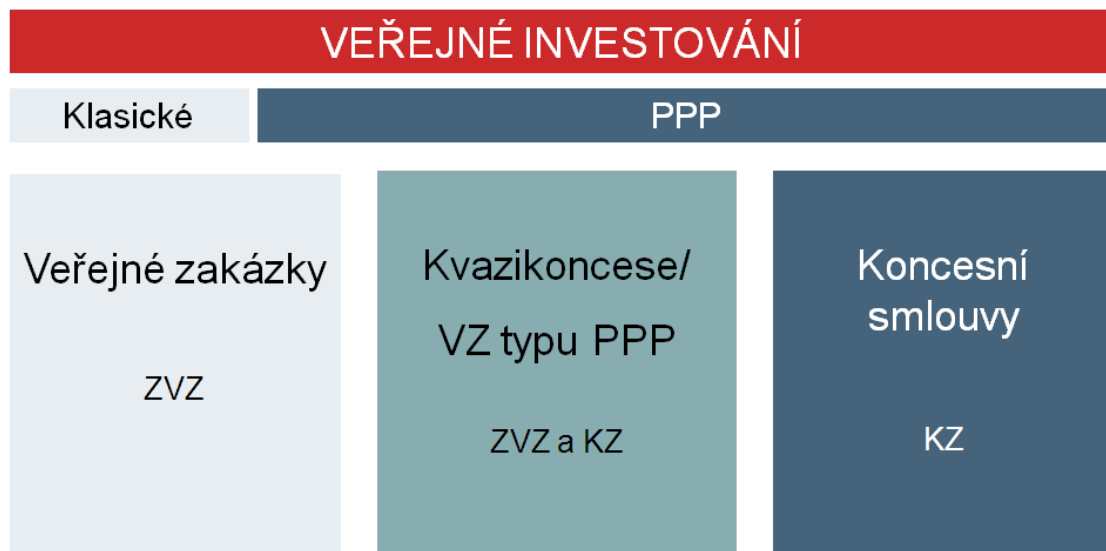 VEŘEJNÉ INVESTOVÁNÍ
Klasické
PPP
Veřejné zakázky
ZVZ
Kvazikoncese/
VZ typu PPP
ZVZ a KZ
Koncesní
smlouvy
KZ